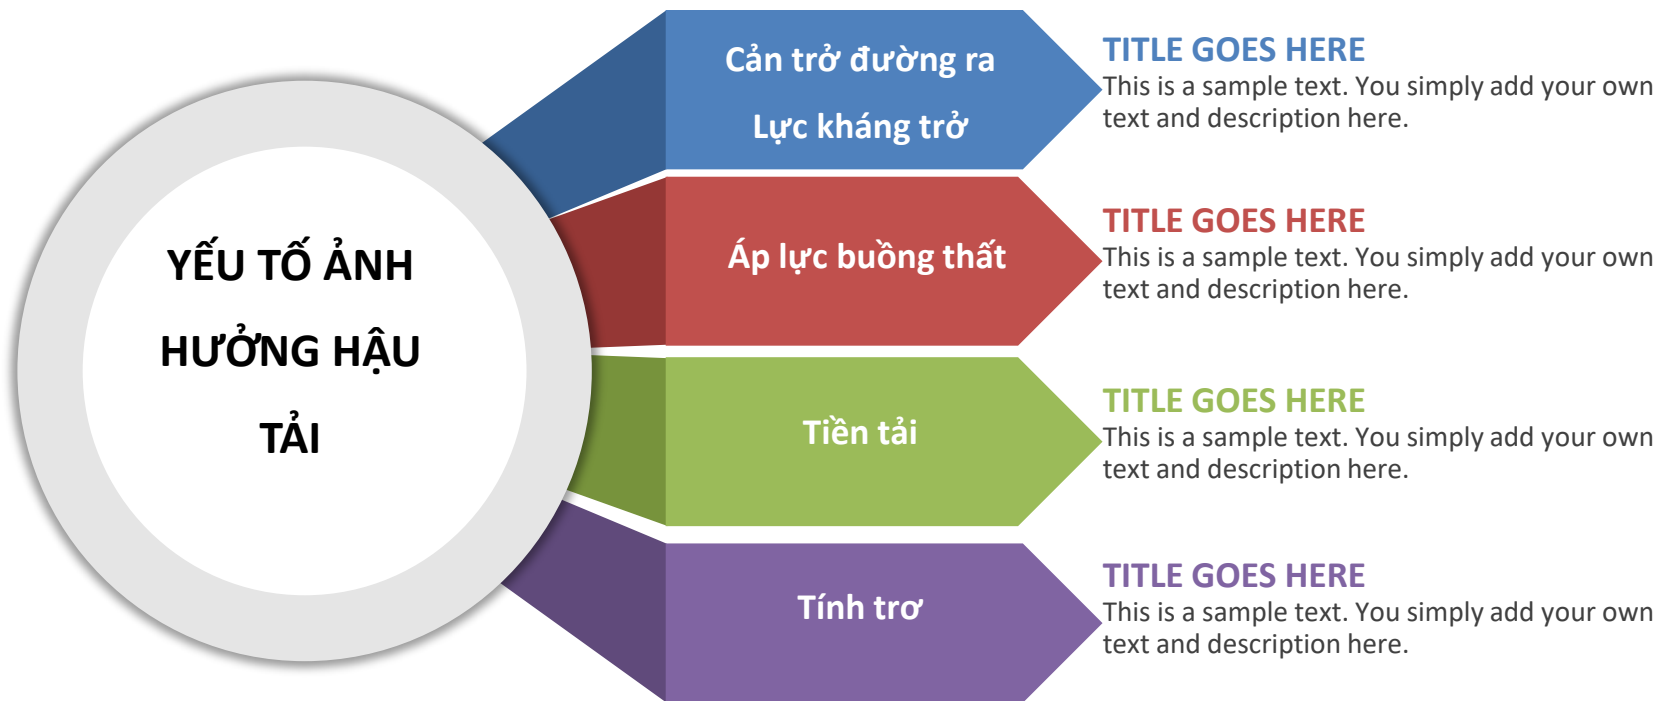 YẾU TỐ ẢNH
HƯỞNG HẬU
TẢI
Cản trở đường ra
Lực kháng trở
TITLE GOES HERE
This is a sample text. You simply add your own
text and description here.
Áp lực buồng thất
TITLE GOES HERE
This is a sample text. You simply add your own
text and description here.
Tiền tải
TITLE GOES HERE
This is a sample text. You simply add your own
text and description here.
Tính trơ
TITLE GOES HERE
This is a sample text. You simply add your own
text and description here.